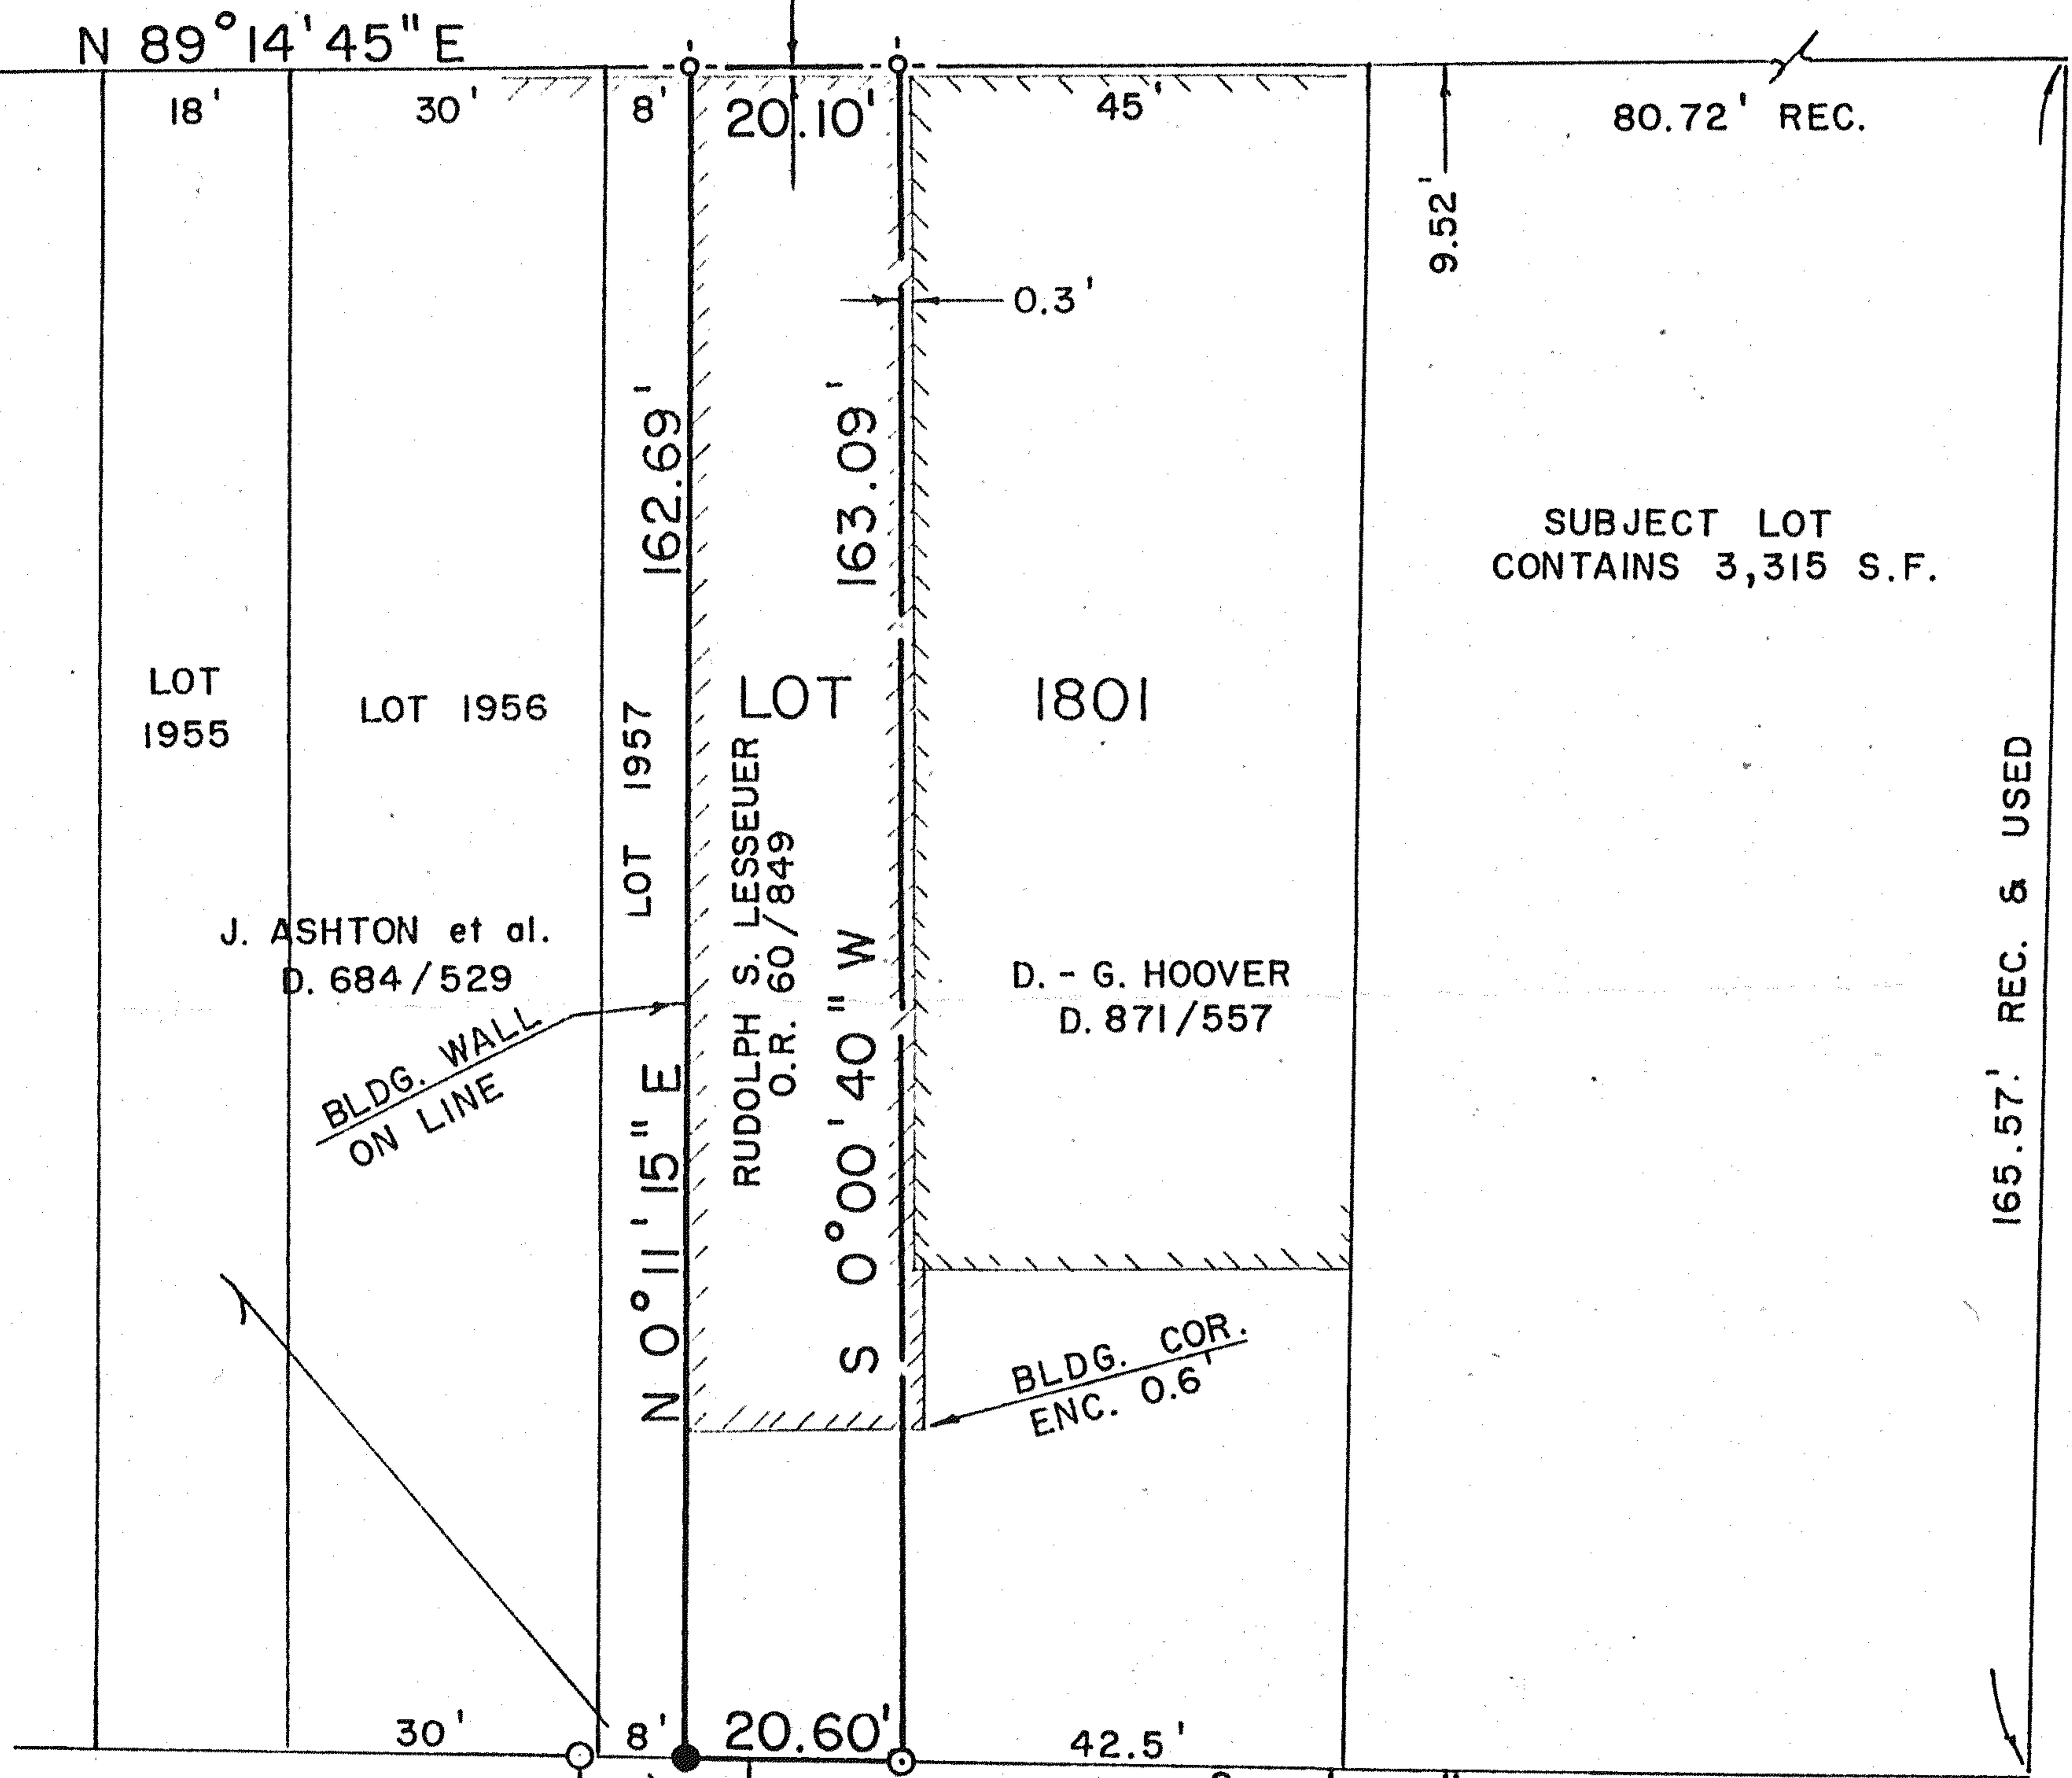 N 89°14'45" E
18'
30'
8'
20.10'
45'
80.72' REC.
9.52'
0.3'
162.69'
163.09'
SUBJECT LOT
CONTAINS 3,315 S.F.
LOT
1955
LOT 1956
LOT 1957
LOT 1801
RUDOLPH S. LESSEUER
O.R. 60/849
J. ASHTON et al.
D. 684/529
D. - G. HOOVER
D. 871/557
BLDG. WALL
ON LINE
N 0°11'15" E
S 0°00'40" W
165.57'. REC. & USED
BLDG. COR.
ENC. 0.6'
30'
8'
20.60'
42.5'